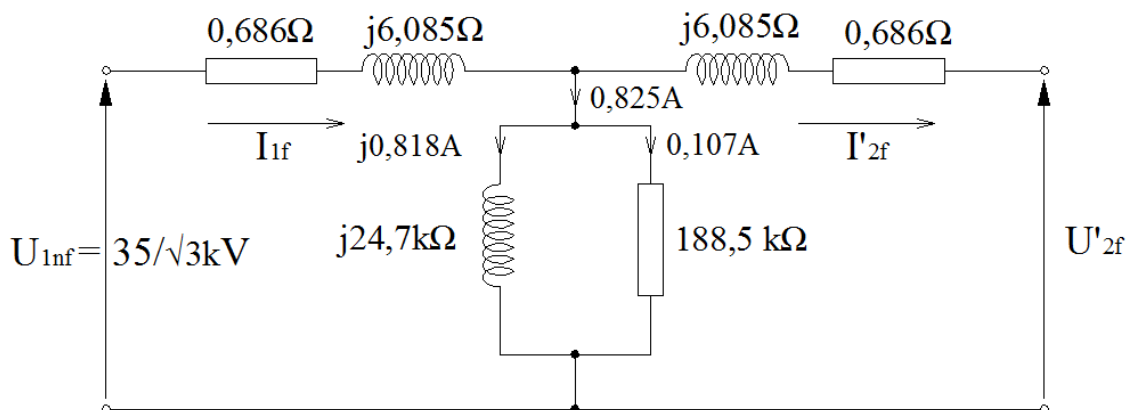 0,686Ω
j6,085Ω
j6,085Ω
0,686Ω
0,825A
I1f
j0,818A
0,107A
I'2f
U1nf= 35/√3kV
j24,7kΩ
188,5 kΩ
U'2f